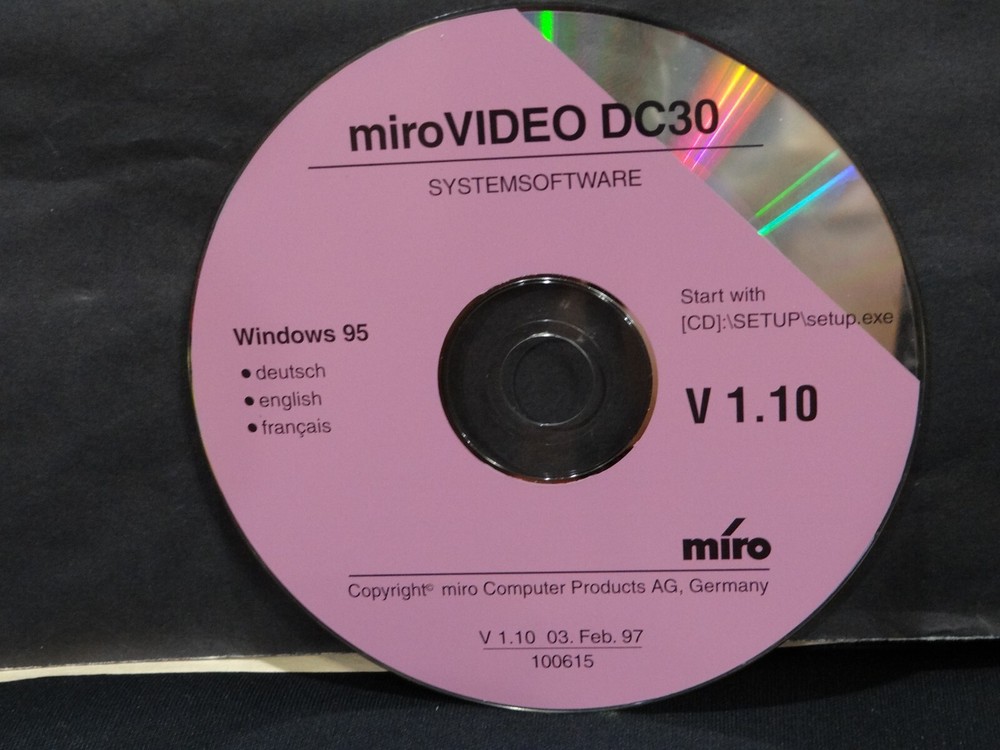 miroVIDEO DC30
SYSTEMSOFTWARE
Start with
[CD]:\SETUP\setup.exe
Windows 95
• deutsch
• english
• français
V 1.10
miro
Copyright© miro Computer Products AG, Germany
V 1.10 03. Feb. 97
100615